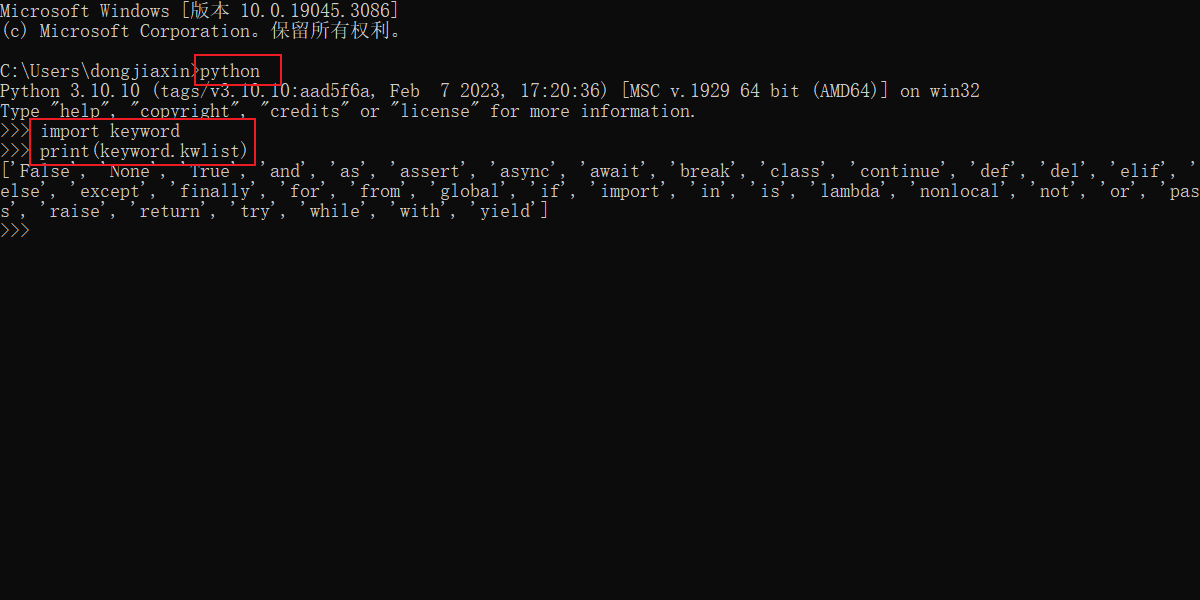 Microsoft Windows [版本 10.0.19045.3086]
(c) Microsoft Corporation。保留所有权利。
C:\Users\dongjiaxin>python
Python 3.10.10 (tags/v3.10.10:aad5f6a, Feb  7 2023, 17:20:36) [MSC v.1929 64 bit (AMD64)] on win32
Type "help", "copyright", "credits" or "license" for more information.
>>> import keyword
>>> print(keyword.kwlist)
['False', 'None', 'True', 'and', 'as', 'assert', 'async', 'await', 'break', 'class', 'continue', 'def', 'del', 'elif', '
else', 'except', 'finally', 'for', 'from', 'global', 'if', 'import', 'in', 'is', 'lambda', 'nonlocal', 'not', 'or', 'pas
s', 'raise', 'return', 'try', 'while', 'with', 'yield']
>>>